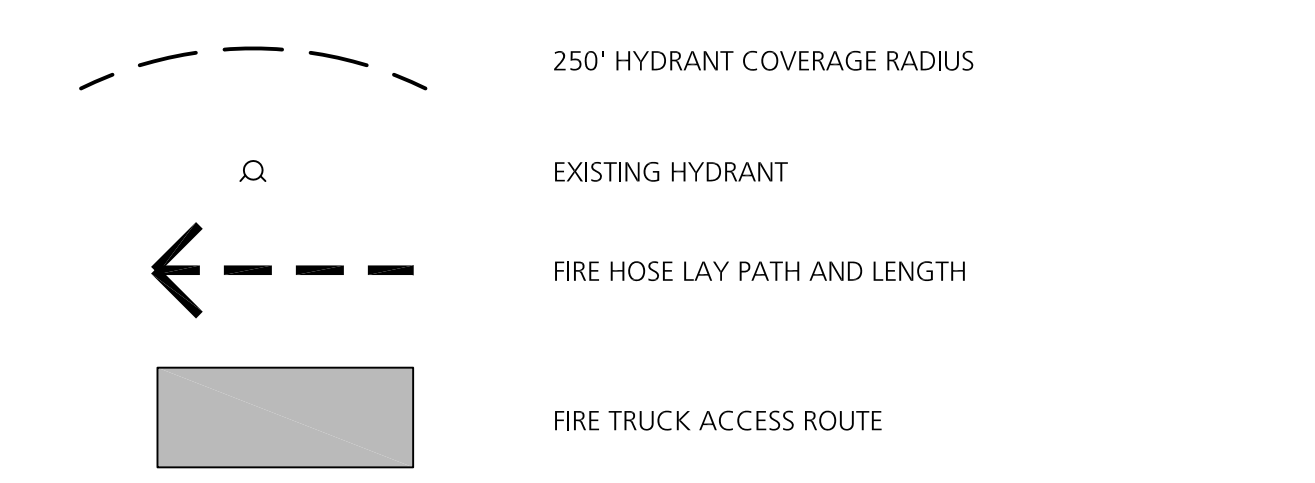 250' HYDRANT COVERAGE RADIUS
EXISTING HYDRANT
FIRE HOSE LAY PATH AND LENGTH
FIRE TRUCK ACCESS ROUTE